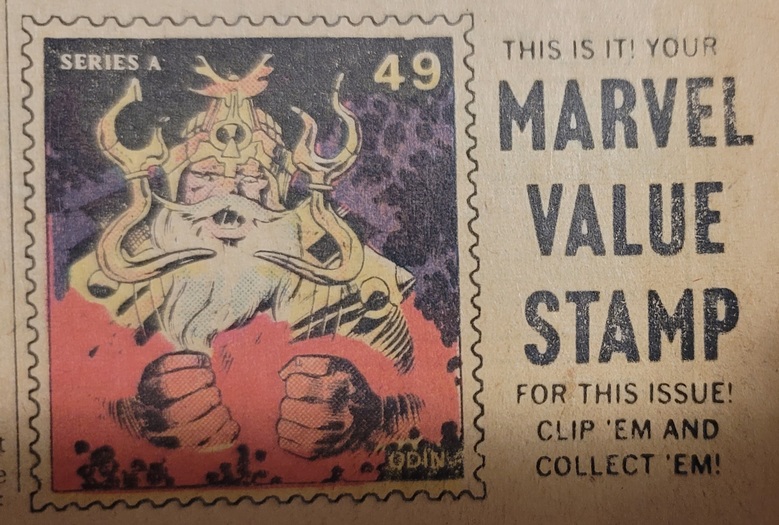 SERIES A
49
ODIN
THIS IS IT! YOUR
MARVEL
VALUE
STAMP
FOR THIS ISSUE!
CLIP 'EM AND
COLLECT 'EM!